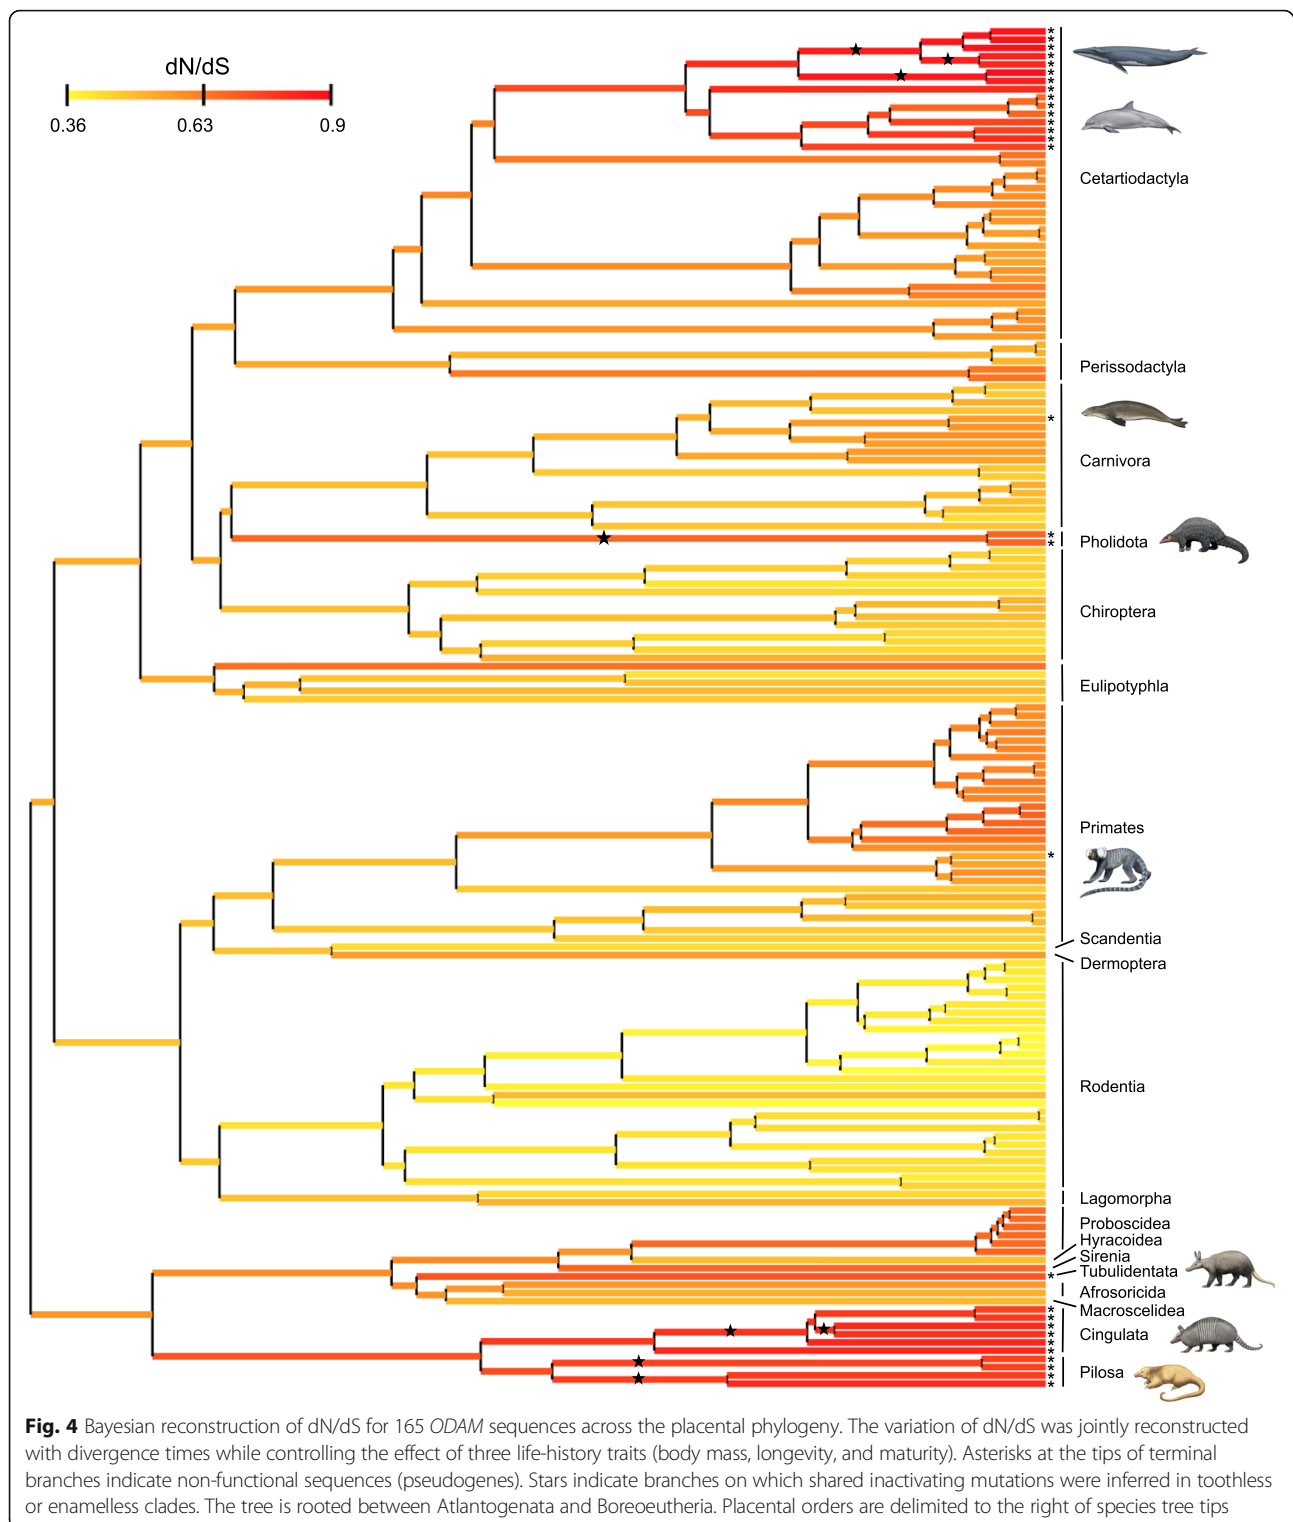 dN/dS
0.36 0.63 0.9
Cetartiodactyla
Perissodactyla
Carnivora
Pholidota
Chiroptera
Eulipotyphla
Primates
Scandentia
Dermoptera
Rodentia
Lagomorpha
Proboscidea
Hyracoidea
Sirenia
Tubulidentata
Afrosoricida
Macroscelidea
Cingulata
Pilosa
Fig. 4 Bayesian reconstruction of dN/dS for 165 ODAM sequences across the placental phylogeny. The variation of dN/dS was jointly reconstructed
with divergence times while controlling the effect of three life-history traits (body mass, longevity, and maturity). Asterisks at the tips of terminal
branches indicate non-functional sequences (pseudogenes). Stars indicate branches on which shared inactivating mutations were inferred in toothless
or enamelless clades. The tree is rooted between Atlantogenata and Boreoeutheria. Placental orders are delimited to the right of species tree tips